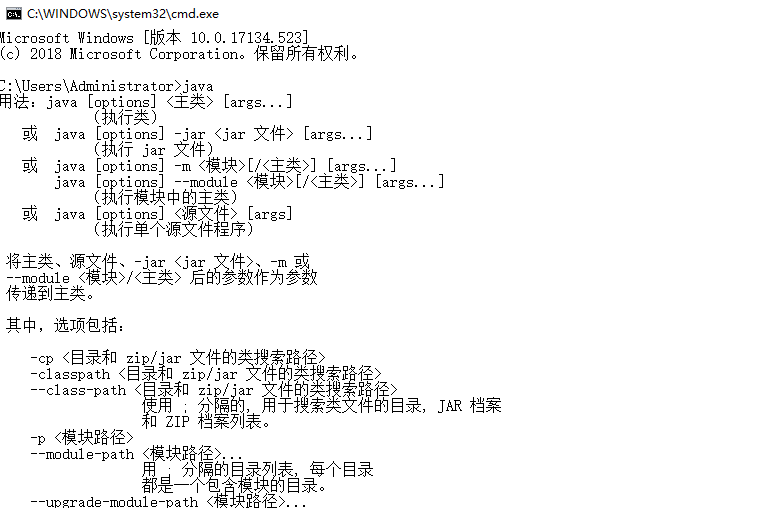 C:\WINDOWS\system32\cmd.exe
Microsoft Windows [版本 10.0.17134.523]
(c) 2018 Microsoft Corporation。保留所有权利。
C:\Users\Administrator>java
用法：java [options] <主类> [args...]
(执行类)
或 java [options] -jar <jar 文件> [args...]
(执行 jar 文件)
或 java [options] -m <模块>[/<主类>] [args...]
java [options] --module <模块>[/<主类>] [args...]
(执行模块中的主类)
或 java [options] <源文件> [args]
(执行单个源文件程序)
将主类、源文件、-jar <jar 文件>、-m 或
--module <模块>/<主类> 后的参数作为参数
传递到主类。
其中，选项包括：
-cp <目录和 zip/jar 文件的类搜索路径>
-classpath <目录和 zip/jar 文件的类搜索路径>
--class-path <目录和 zip/jar 文件的类搜索路径>
使用 ; 分隔的, 用于搜索类文件的目录, JAR 档案
和 ZIP 档案列表。
-p <模块路径>
--module-path <模块路径>...
用 ; 分隔的目录列表, 每个目录
都是一个包含模块的目录。
--upgrade-module-path <模块路径>...